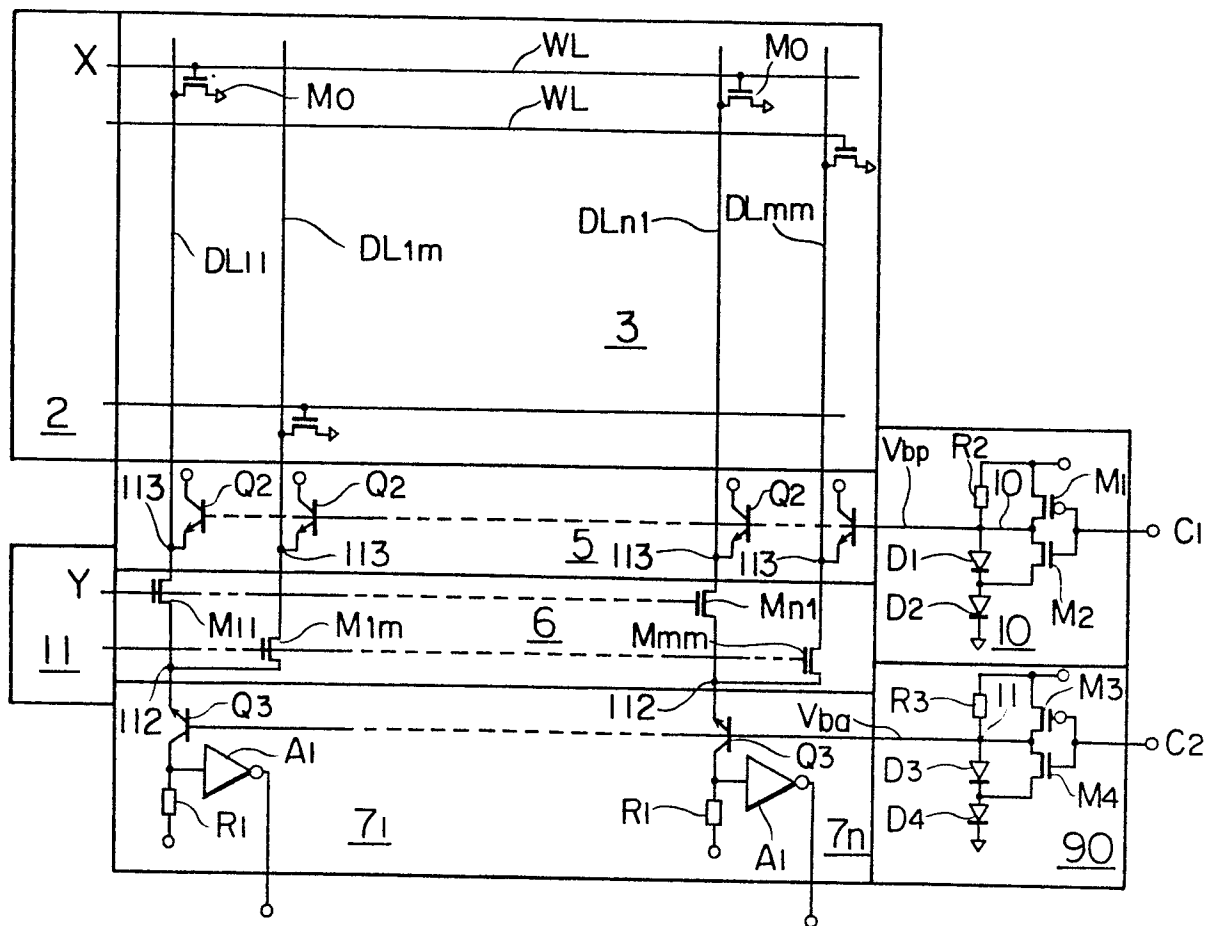 X
WL
Mo
Mo
WL
DL11
DL1m
DLn1
DLmm
3
2
113
Q2
Q2
Q2
Vbp
R2
10
M1
C1
113
5
113
113
D1
D2
M2
10
Y
M11
M1m
6
Mn1
Mmm
11
112
Q3
112
Vba
Q3
R3
11
M3
C2
A1
D3
M4
R1
R1
D4
71
A1
7n
90